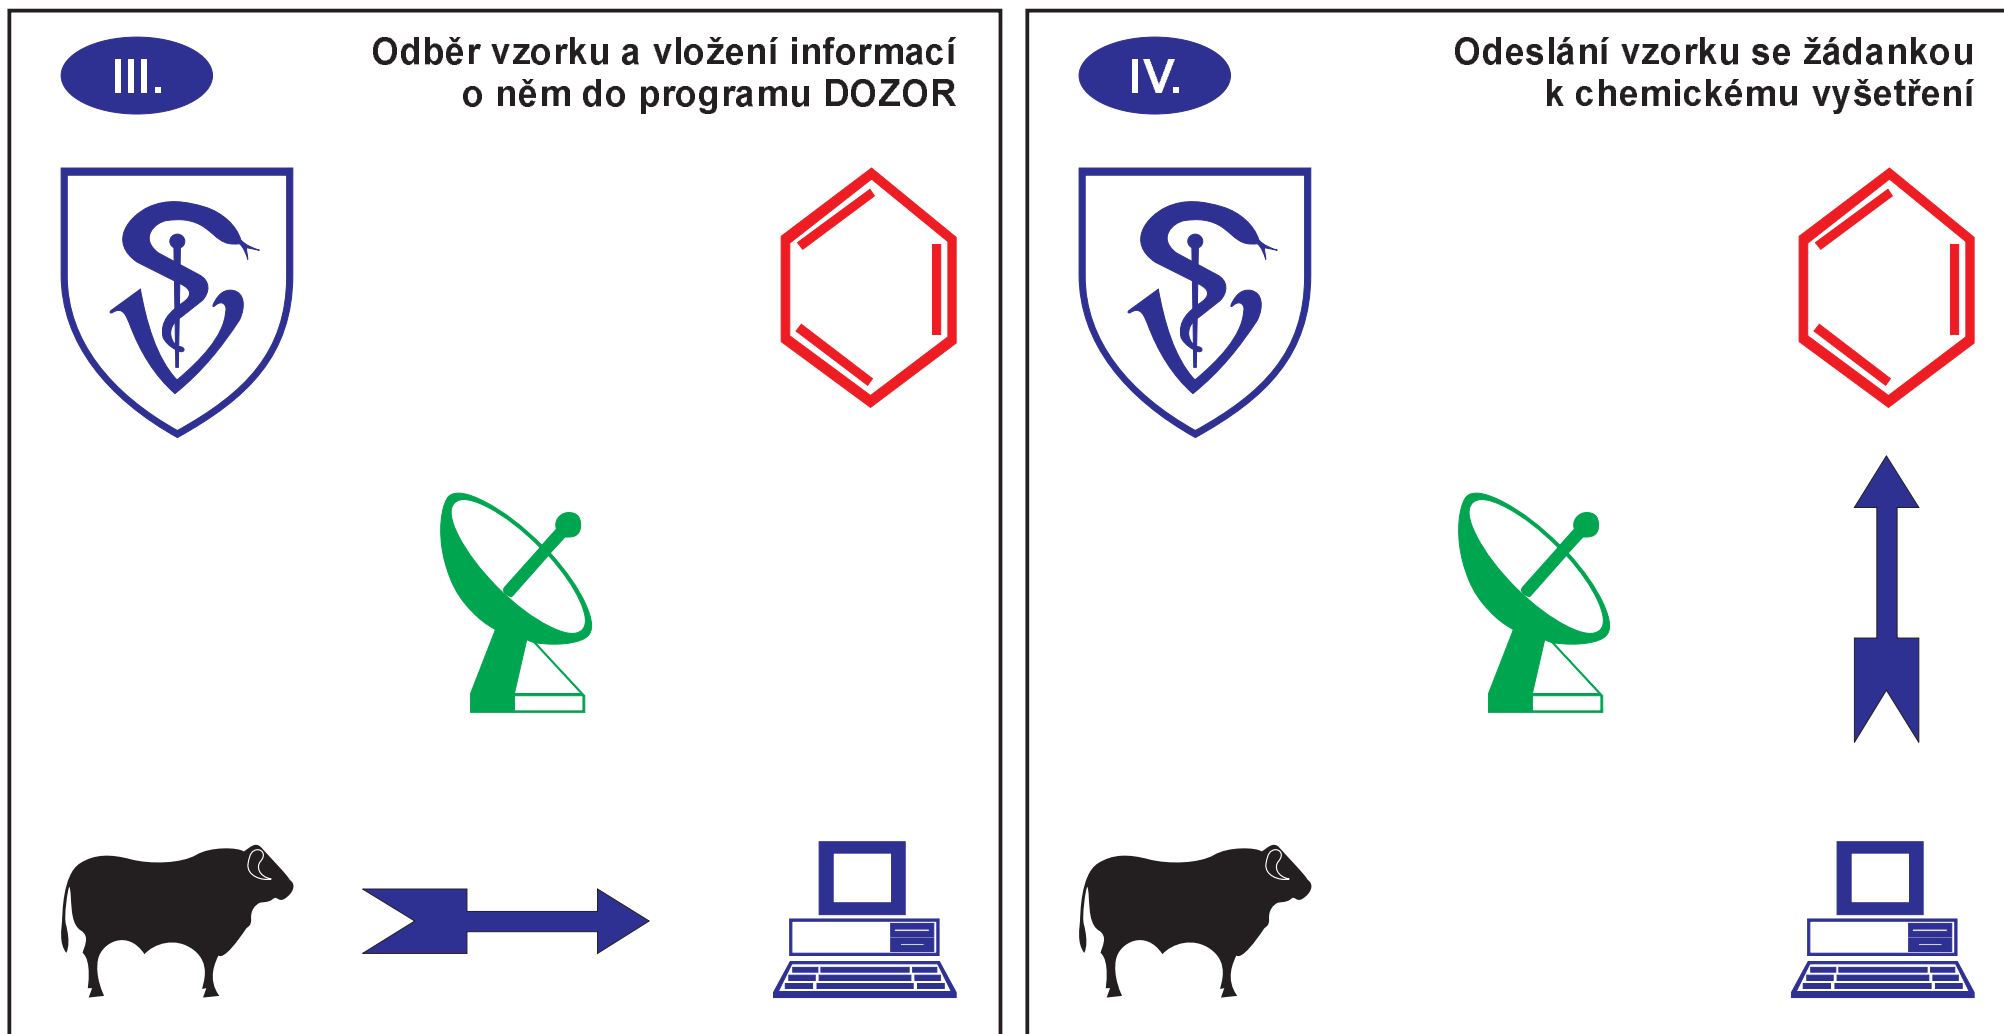 III.
Odběr vzorku a vložení informací
o něm do programu DOZOR
IV.
Odeslání vzorku se žádankou
k chemickému vyšetření